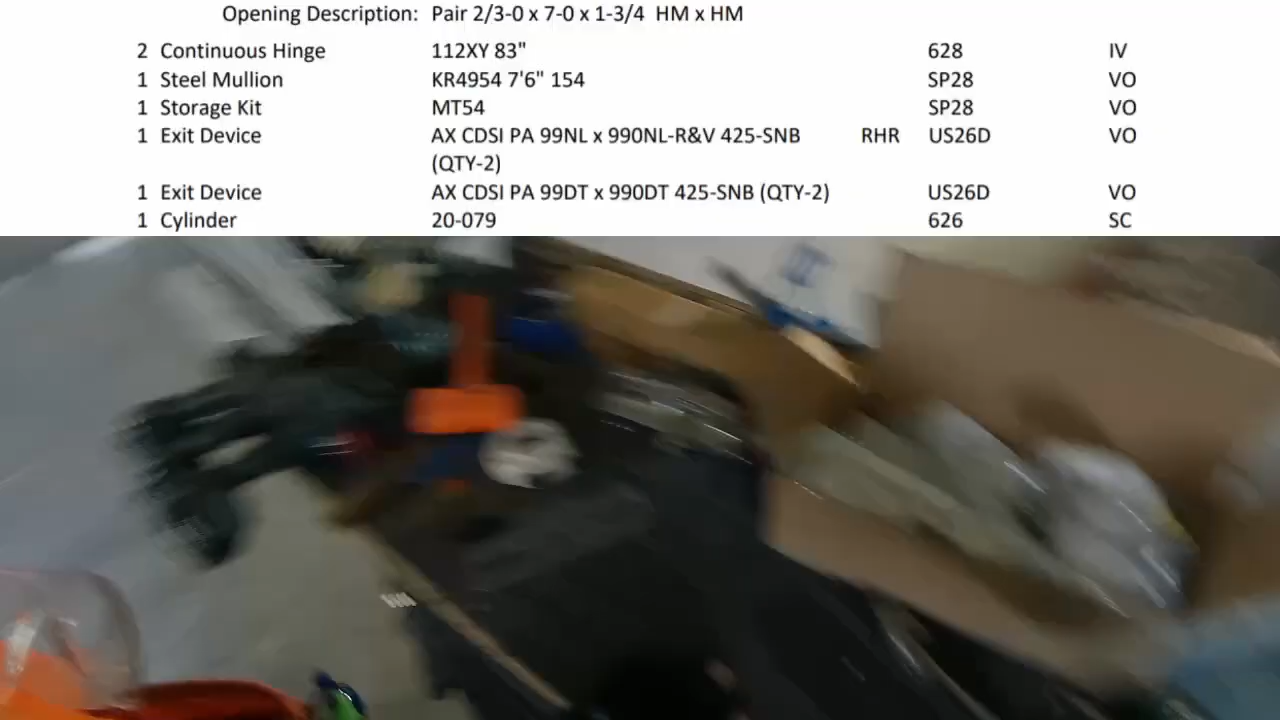 Opening Description: Pair 2/3-0 x 7-0 x 1-3/4 HM x HM
2 Continuous Hinge 112XY 83" 628 IV
1 Steel Mullion KR4954 7'6" 154 SP28 VO
1 Storage Kit MT54 SP28 VO
1 Exit Device AX CDSI PA 99NL x 990NL-R&V 425-SNB RHR US26D VO
(QTY-2)
1 Exit Device AX CDSI PA 99DT x 990DT 425-SNB (QTY-2) US26D VO
1 Cylinder 20-079 626 SC